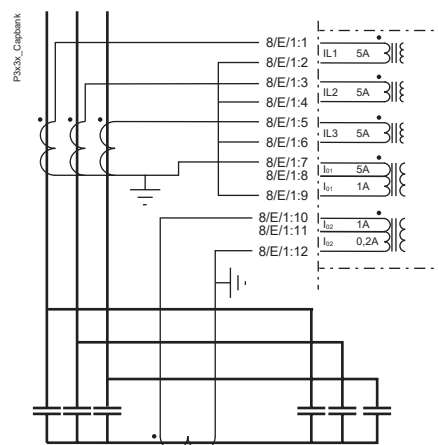 P3x3x_Capbank
8/E/1:1
8/E/1:2
8/E/1:3
8/E/1:4
8/E/1:5
8/E/1:6
8/E/1:7
8/E/1:8
8/E/1:9
8/E/1:10
8/E/1:11
8/E/1:12
IL1 5A
IL2 5A
IL3 5A
I01 5A
I01 1A
I02 1A
I02 0,2A